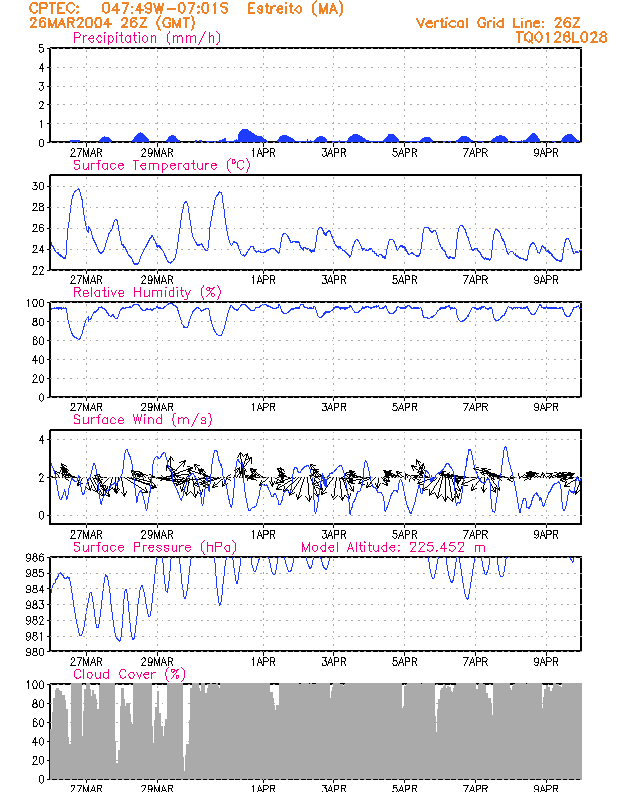 CPTEC: 047:49W-07:01S Estreito (MA)
26MAR2004 26Z (GMT) Vertical Grid Line: 26Z
Precipitation (mm/h) TQ0126L028
5
4
3
2
1
0
27MAR 29MAR 1APR 3APR 5APR 7APR 9APR
Surface Temperature (ºC)
30
28
26
24
22
27MAR 29MAR 1APR 3APR 5APR 7APR 9APR
Relative Humidity (%)
100
80
60
40
20
0
27MAR 29MAR 1APR 3APR 5APR 7APR 9APR
Surface Wind (m/s)
4
2
0
27MAR 29MAR 1APR 3APR 5APR 7APR 9APR
Surface Pressure (hPa) Model Altitude: 225.452 m
986
985
984
983
982
981
980
27MAR 29MAR 1APR 3APR 5APR 7APR 9APR
Cloud Cover (%)
100
80
60
40
20
0
27MAR 29MAR 1APR 3APR 5APR 7APR 9APR